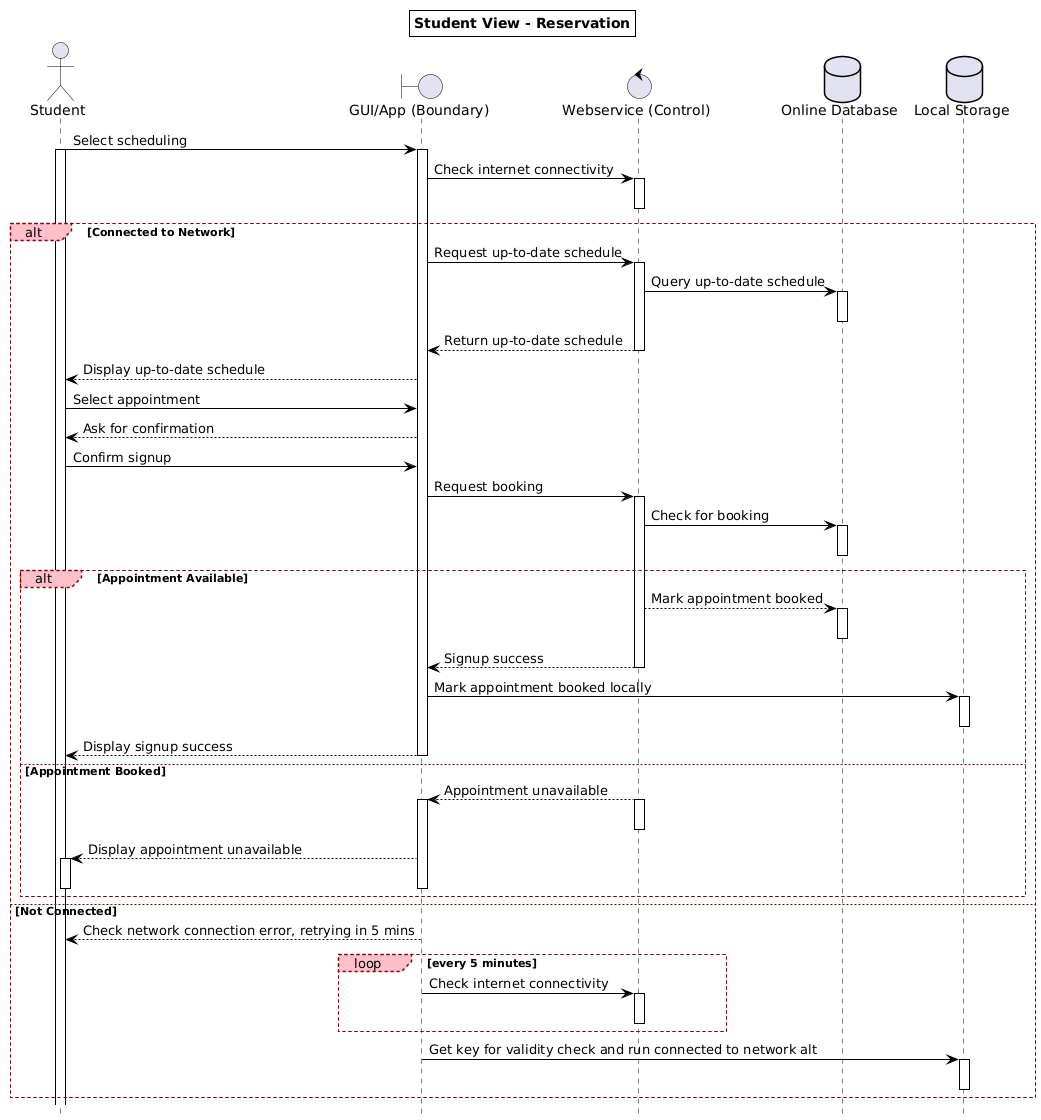 Student View - Reservation
Student
GUI/App (Boundary)
Webservice (Control)
Online Database
Local Storage
Select scheduling
Check internet connectivity
alt
[Connected to Network]
Request up-to-date schedule
Query up-to-date schedule
Return up-to-date schedule
Display up-to-date schedule
Select appointment
Ask for confirmation
Confirm signup
Request booking
Check for booking
alt
[Appointment Available]
Mark appointment booked
Signup success
Mark appointment booked locally
Display signup success
[Appointment Booked]
Appointment unavailable
Display appointment unavailable
[Not Connected]
Check network connection error, retrying in 5 mins
loop
[every 5 minutes]
Check internet connectivity
Get key for validity check and run connected to network alt